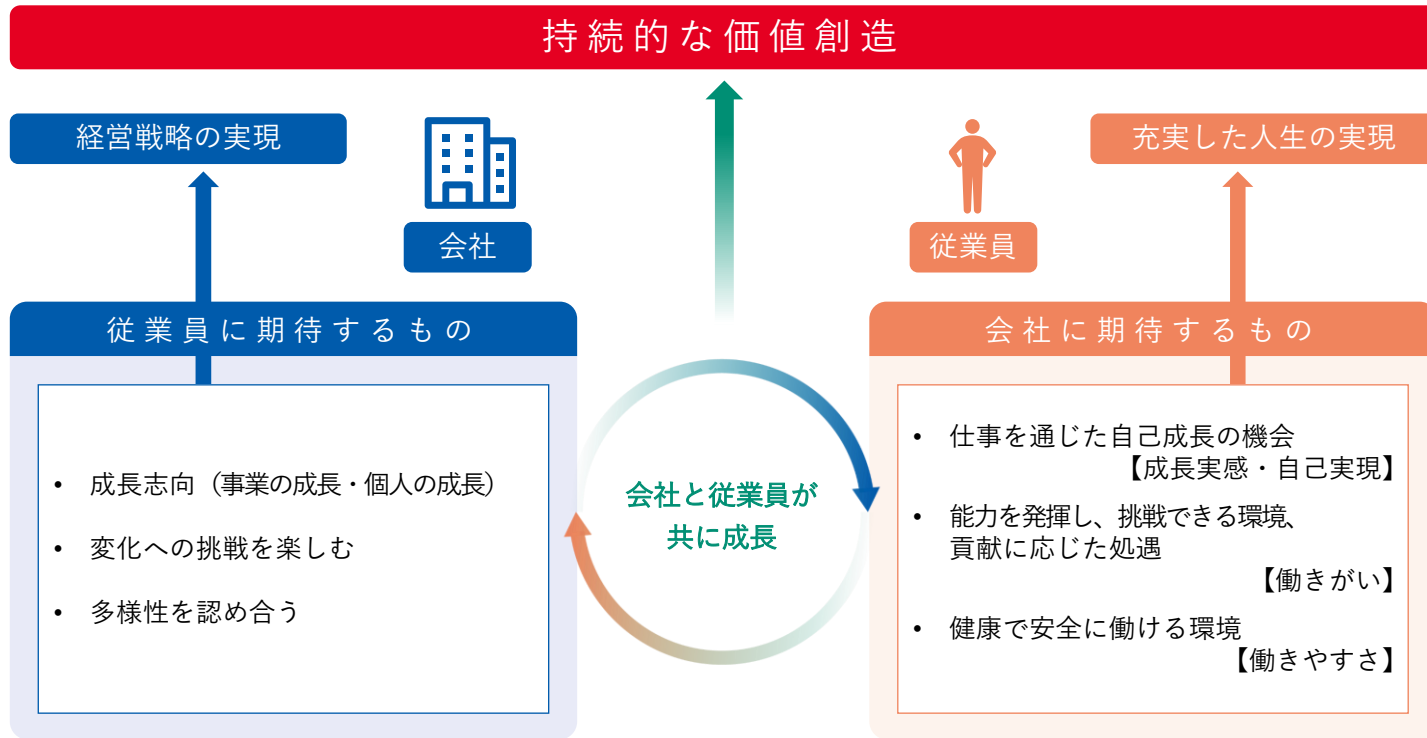 持続的な価値創造
経営戦略の実現
会社
従業員
充実した人生の実現
従業員に期待するもの
• 成長志向（事業の成長・個人の成長）
• 変化への挑戦を楽しむ
• 多様性を認め合う
会社と従業員が
共に成長
会社に期待するもの
• 仕事を通じた自己成長の機会
【成長実感・自己実現】
• 能力を発揮し、挑戦できる環境、
貢献に応じた処遇
【働きがい】
• 健康で安全に働ける環境
【働きやすさ】